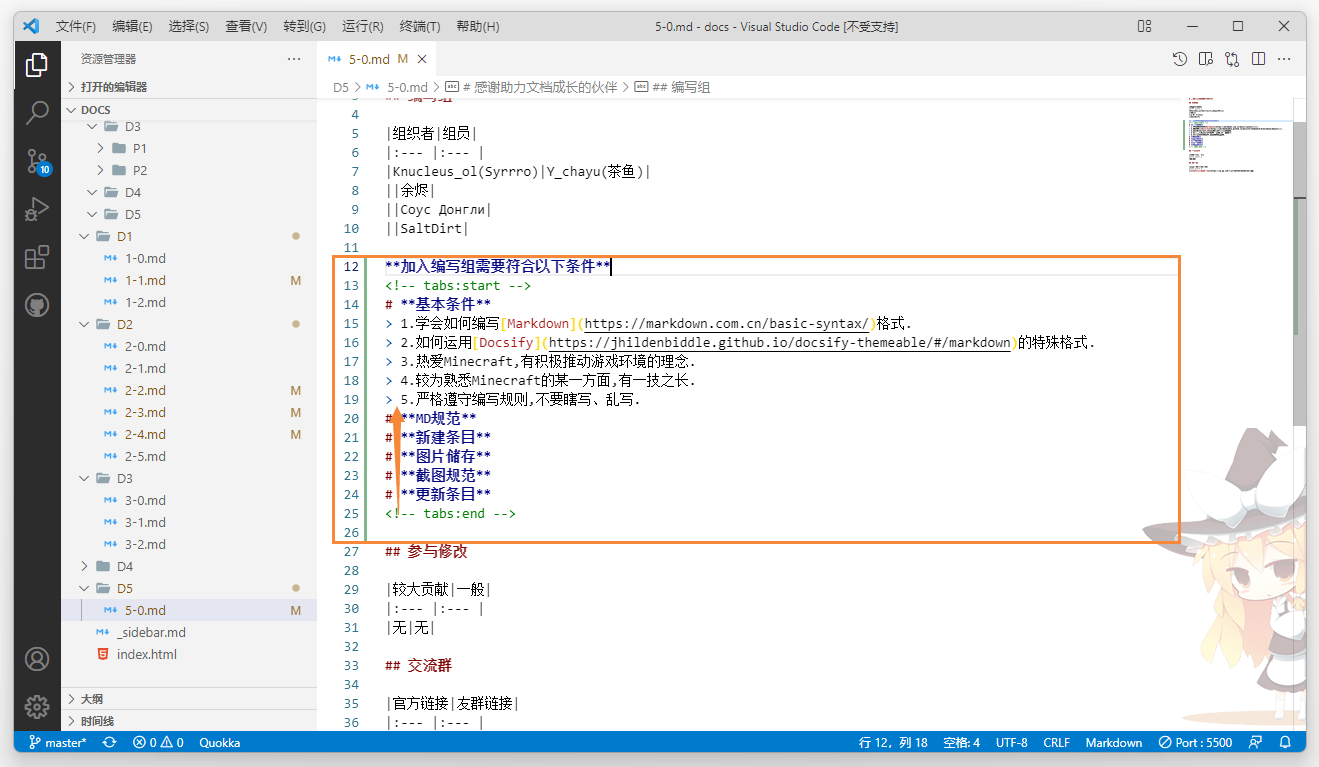 文件(F) 编辑(E) 选择(S) 查看(V) 转到(G) 运行(R) 终端(T) 帮助(H) 5-0.md - docs - Visual Studio Code [不受支持]
资源管理器
打开的编辑器
DOCS
D3
P1
P2
D4
D5
D1
1-0.md
1-1.md M
1-2.md
D2
2-0.md
2-1.md
2-2.md M
2-3.md M
2-4.md M
2-5.md
D3
3-0.md
3-1.md
3-2.md
D4
D5
5-0.md M
_sidebar.md
index.html
大纲
时间线
10
5-0.md M
D5 > 5-0.md > # 感谢助力文档成长的伙伴 > ## 编写组
3 ## 编写组
4
5 |组织者|组员|
6 |:--- |:--- |
7 |Knucleus_ol(Syrrro)|Y_chayu(茶鱼)|
8 ||余烬|
9 ||Соус Донгли|
10 ||SaltDirt|
11
12 **加入编写组需要符合以下条件**
13 <!-- tabs:start -->
14 # **基本条件**
15 > 1.学会如何编写[Markdown](https://markdown.com.cn/basic-syntax/)格式.
16 > 2.如何运用[Docsify](https://jhildenbiddle.github.io/docsify-themeable/#/markdown)的特殊格式.
17 > 3.热爱Minecraft,有积极推动游戏环境的理念.
18 > 4.较为熟悉Minecraft的某一方面,有一技之长.
19 > 5.严格遵守编写规则,不要瞎写、乱写.
20 # **MD规范**
21 # **新建条目**
22 # **图片储存**
23 # **截图规范**
24 # **更新条目**
25 <!-- tabs:end -->
26
27 ## 参与修改
28
29 |较大贡献|一般|
30 |:--- |:--- |
31 |无|无|
32
33 ## 交流群
34
35 |官方链接|友群链接|
36 |:--- |:--- |
master* 0 0 Quokka 行 12，列 18 空格: 4 UTF-8 CRLF Markdown Port : 5500